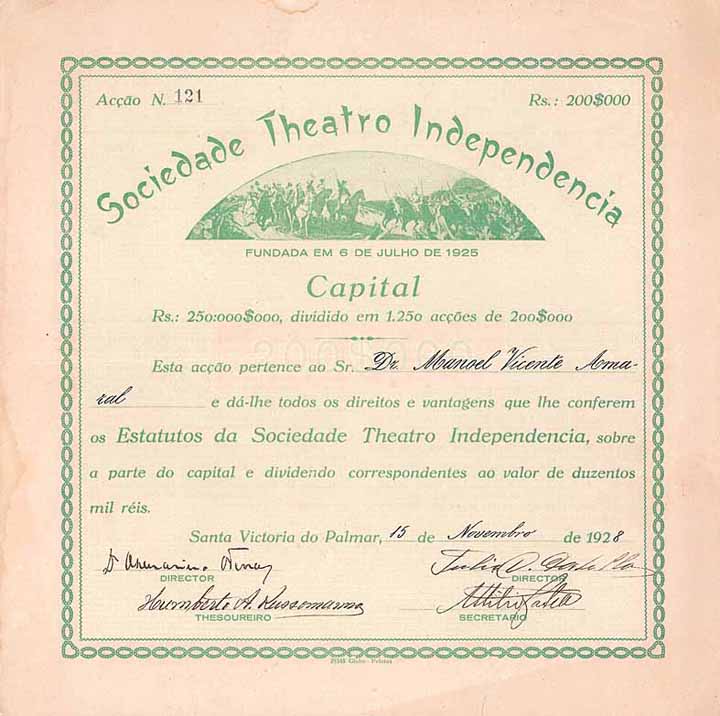 Acção N. 121 Rs.: 200$000
Sociedade Theatro Independencia
FUNDADA EM 6 DE JULHO DE 1925
Capital
Rs.: 250:000$000, dividido em 1.250 acções de 200$000
Esta acção pertence ao Sr. Dr. Manoel Vicente Ama-
ral e dá-lhe todos os direitos e vantagens que lhe conferem
os Estatutos da Sociedade Theatro Independencia, sobre
a parte do capital e dividendo correspondentes ao valor de duzentos
mil réis.
Santa Victoria do Palmar, 15 de Novembro de 1928
DIRECTOR DIRECTOR
Humberto A. Russomanno
THESOUREIRO SECRETARIO
Globo - Pelotas